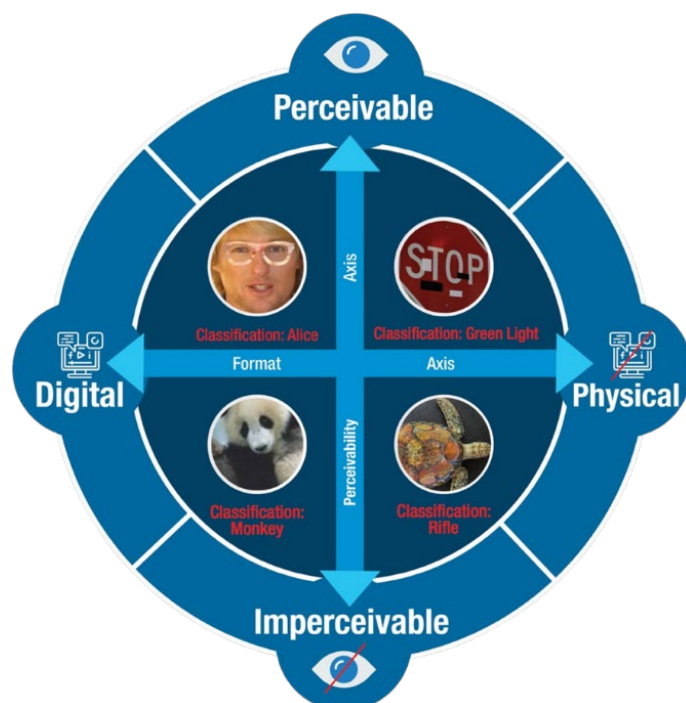 Perceivable
Axis
STOP
Classification: Alice
Classification: Green Light
Format
Axis
Digital
Physical
Perceivability
Classification:
Monkey
Classification:
Rifle
Imperceivable